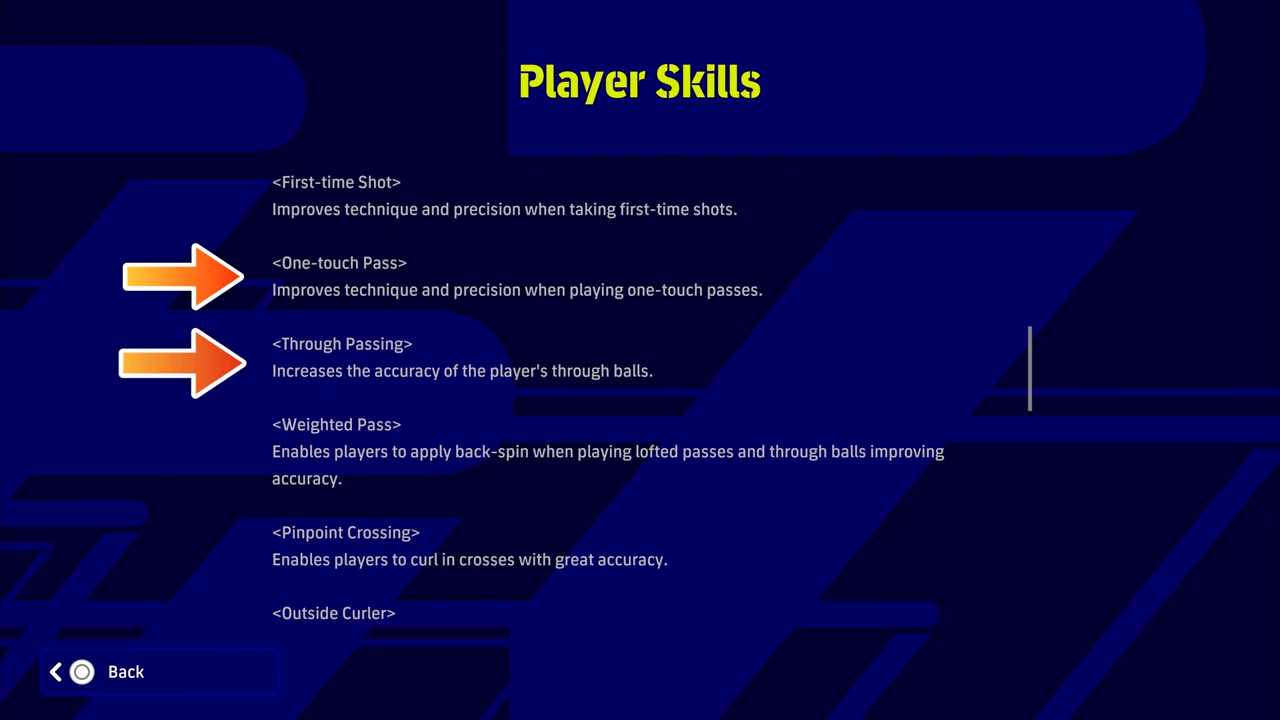 Player Skills
<First-time Shot>
Improves technique and precision when taking first-time shots.
<One-touch Pass>
Improves technique and precision when playing one-touch passes.
<Through Passing>
Increases the accuracy of the player's through balls.
<Weighted Pass>
Enables players to apply back-spin when playing lofted passes and through balls improving
accuracy.
<Pinpoint Crossing>
Enables players to curl in crosses with great accuracy.
<Outside Curler>
Back